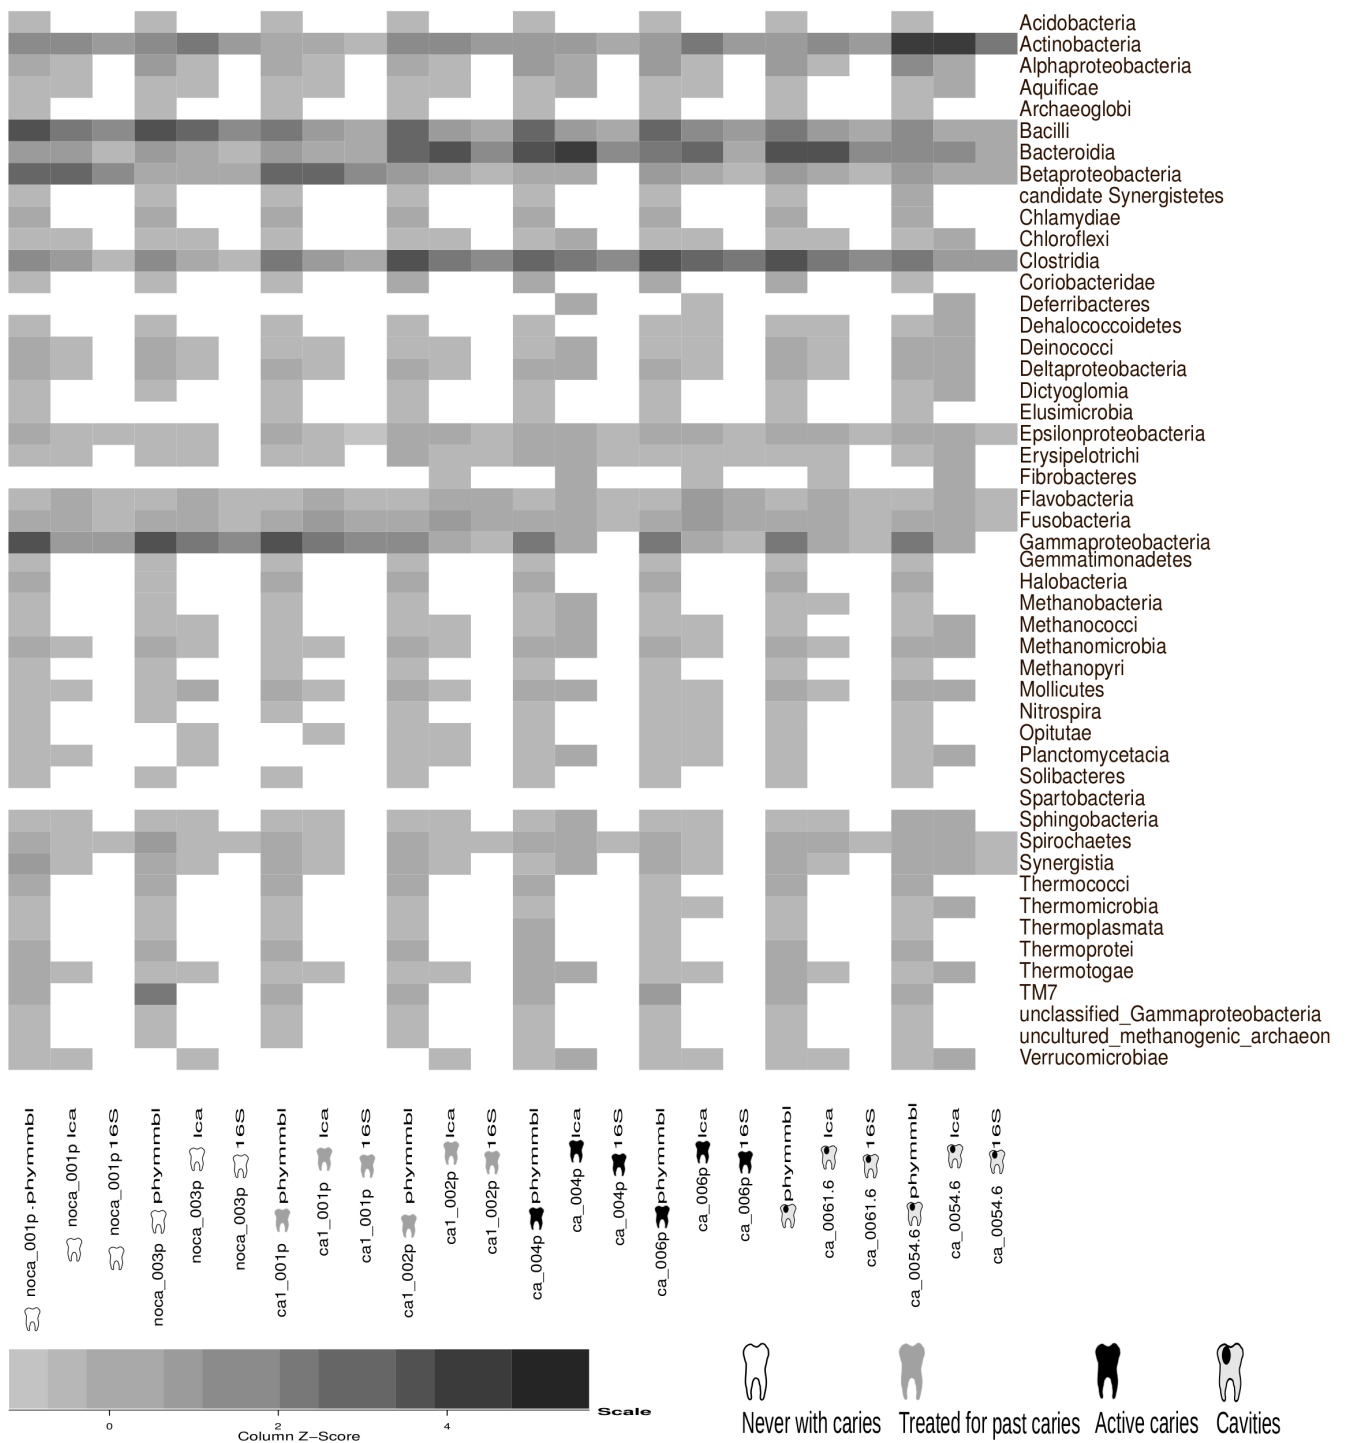 Acidobacteria
Actinobacteria
Alphaproteobacteria
Aquificae
Archaeoglobi
Bacilli
Bacteroidia
Betaproteobacteria
candidate Synergistetes
Chlamydiae
Chloroflexi
Clostridia
Coriobacteridae
Deferribacteres
Dehalococcoidetes
Deinococci
Deltaproteobacteria
Dictyoglomia
Elusimicrobia
Epsilonproteobacteria
Erysipelotrichi
Fibrobacteres
Flavobacteria
Fusobacteria
Gammaproteobacteria
Gemmatimonadetes
Halobacteria
Methanobacteria
Methanococci
Methanomicrobia
Methanopyri
Mollicutes
Nitrospira
Opitutae
Planctomycetacia
Solibacteres
Spartobacteria
Sphingobacteria
Spirochaetes
Synergistia
Thermococci
Thermomicrobia
Thermoplasmata
Thermoprotei
Thermotogae
TM7
unclassified_Gammaproteobacteria
uncultured_methanogenic_archaeon
Verrucomicrobiae
noca_001p -phymmbl
noca_001p lca
noca_001p 16S
noca_003p phymmbl
noca_003p lca
noca_003p 16S
ca1_001p phymmbl
ca1_001p lca
ca1_001p 16S
ca1_002p phymmbl
ca1_002p lca
ca1_002p 16S
ca_004p phymmbl
ca_004p lca
ca_004p 16S
ca_006p phymmbl
ca_006p lca
ca_006p 16S
phymmbl
ca_0061.6 lca
ca_0061.6 16S
ca_0054.6 phymmbl
ca_0054.6 lca
ca_0054.6 16S
0 2 4
Scale
Column Z-Score
Never with caries Treated for past caries Active caries Cavities